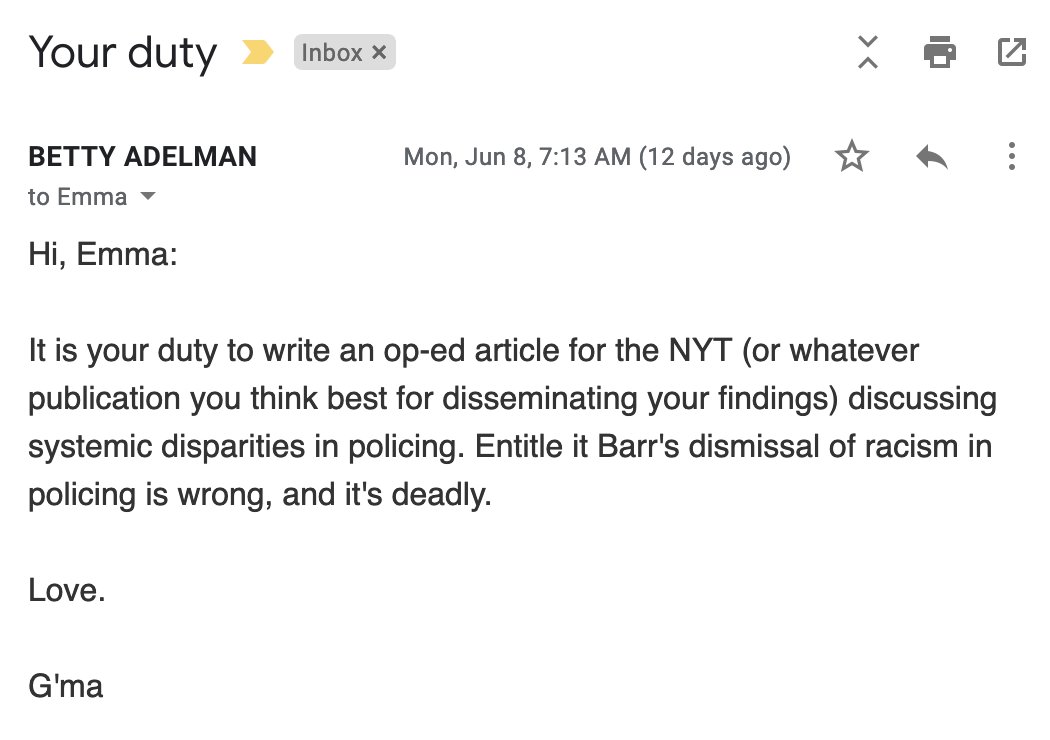 Your duty
Inbox ×
BETTY ADELMAN
Mon, Jun 8, 7:13 AM (12 days ago)
to Emma
Hi, Emma:
It is your duty to write an op-ed article for the NYT (or whatever
publication you think best for disseminating your findings) discussing
systemic disparities in policing. Entitle it Barr's dismissal of racism in
policing is wrong, and it's deadly.
Love.
G'ma